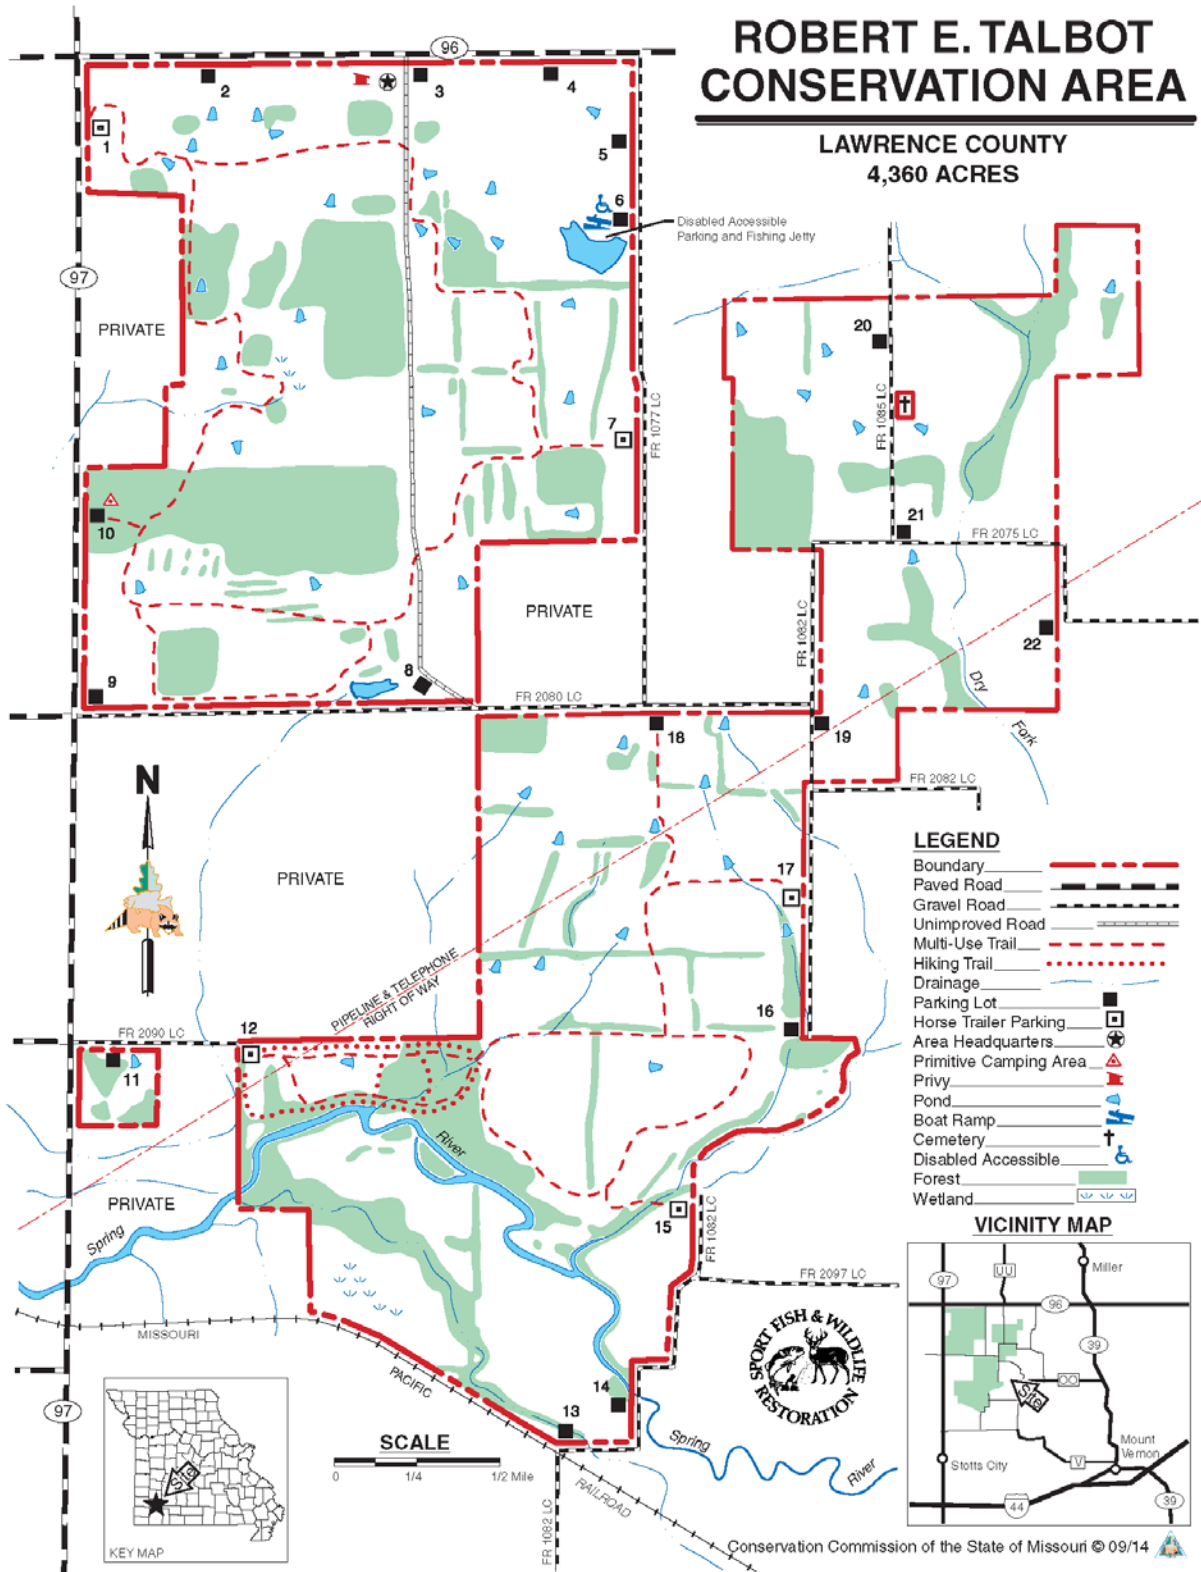 ROBERT E. TALBOT
CONSERVATION AREA
LAWRENCE COUNTY
4,360 ACRES
96
2
3
4
1
5
6
Disabled Accessible
Parking and Fishing Jetty
97
PRIVATE
20
FR 1077 LC
FR 1085 LC
7
10
21
FR 2075 LC
PRIVATE
FR 1082 LC
22
9
8
FR 2080 LC
Dry
Fork
18
19
FR 2082 LC
N
PRIVATE
17
PIPELINE & TELEPHONE
RIGHT OF WAY
16
FR 2090 LC
12
11
River
PRIVATE
Spring
15
FR 1082 LC
FR 2097 LC
MISSOURI
PACIFIC
RAILROAD
14
13
97
Spring
River
FR 1082 LC
LEGEND
Boundary
Paved Road
Gravel Road
Unimproved Road
Multi-Use Trail
Hiking Trail
Drainage
Parking Lot
Horse Trailer Parking
Area Headquarters
Primitive Camping Area
Privy
Pond
Boat Ramp
Cemetery
Disabled Accessible
Forest
Wetland
VICINITY MAP
97
UU
Miller
96
39
OO
Site
Mount
Vernon
Stotts City
V
44
39
SPORT FISH & WILDLIFE
RESTORATION
SCALE
0 1/4 1/2 Mile
Site
KEY MAP
Conservation Commission of the State of Missouri © 09/14